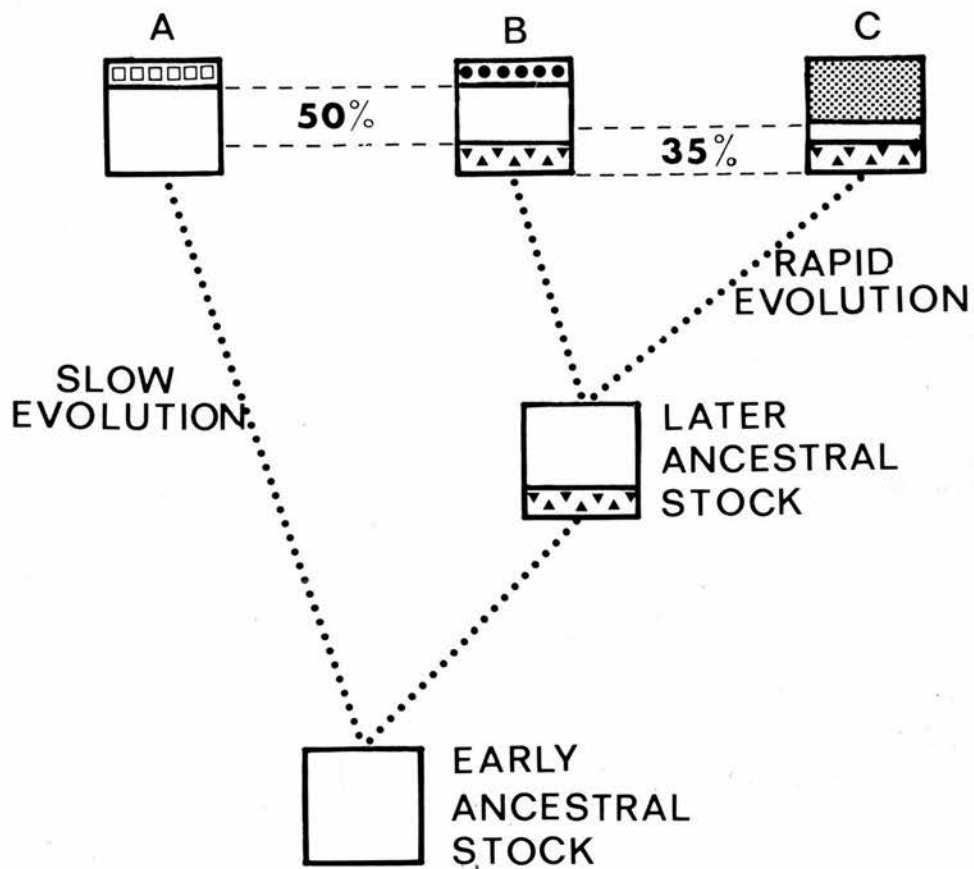 A B C
50%
35%
RAPID
EVOLUTION
SLOW
EVOLUTION
LATER
ANCESTRAL
STOCK
EARLY
ANCESTRAL
STOCK